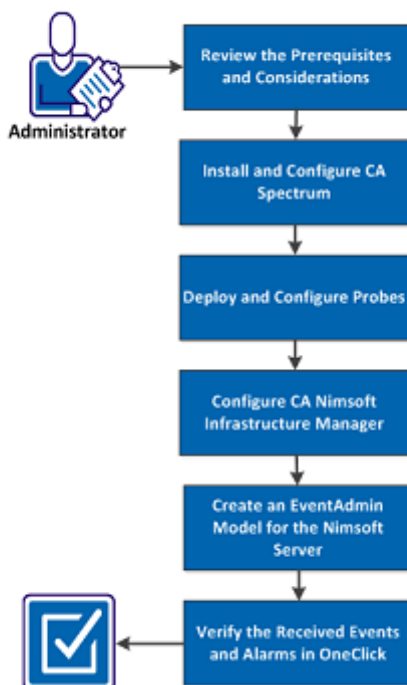 Administrator
Review the Prerequisites
and Considerations
Install and Configure CA
Spectrum
Deploy and Configure Probes
Configure CA Nimsoft
Infrastructure Manager
Create an EventAdmin
Model for the Nimsoft
Server
Verify the Received Events
and Alarms in OneClick